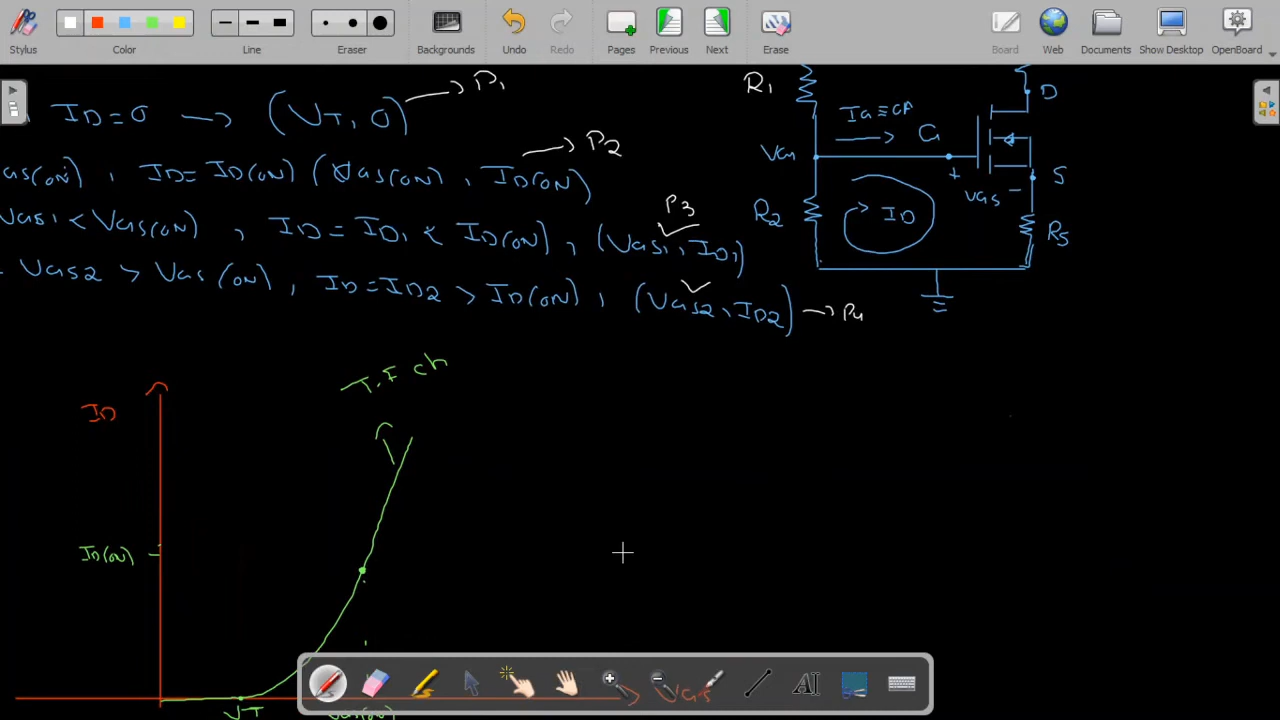 Stylus Color Line Eraser Backgrounds Undo Redo Pages Previous Next Erase Board Web Documents Show Desktop OpenBoard
ID=0 → (VT, 0) → P1
VGS(ON), ID= ID(ON) (VGS(ON), ID(ON)) → P2
VGS1 < VGS(ON), ID = ID1 < ID(ON), (VGS1, ID1) P3
VGS2 > VGS(ON), ID=ID2 > ID(ON), (VGS2, ID2) → P4
R1
IG≡0A
G
D
VG
+
VGS
-
S
R2
ID
RS
T.F ch
ID
ID(ON)
VGS
VT